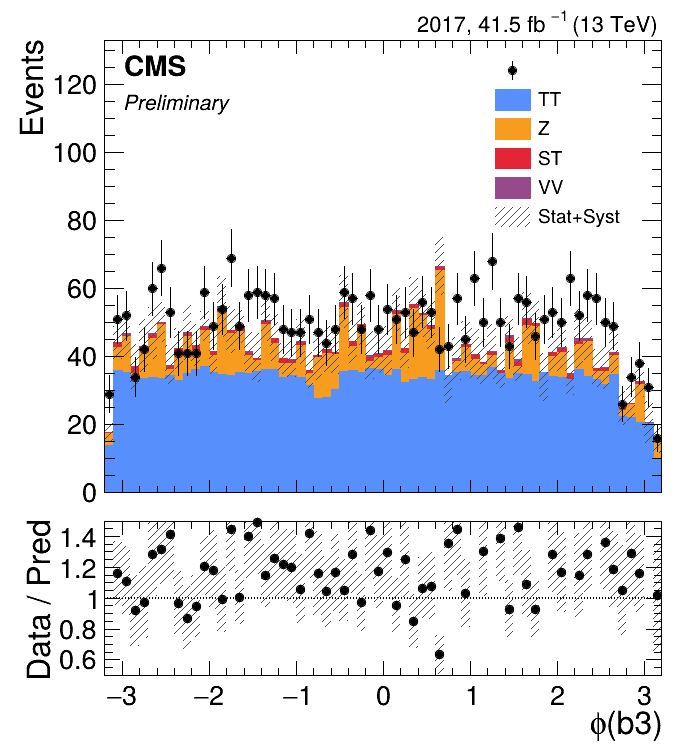 2017, 41.5 fb⁻¹ (13 TeV)
CMS
Preliminary
TT
Z
ST
VV
Stat+Syst
Events
120
100
80
60
40
20
0
Data / Pred
1.4
1.2
1
0.8
0.6
−3 −2 −1 0 1 2 3
ϕ(b3)